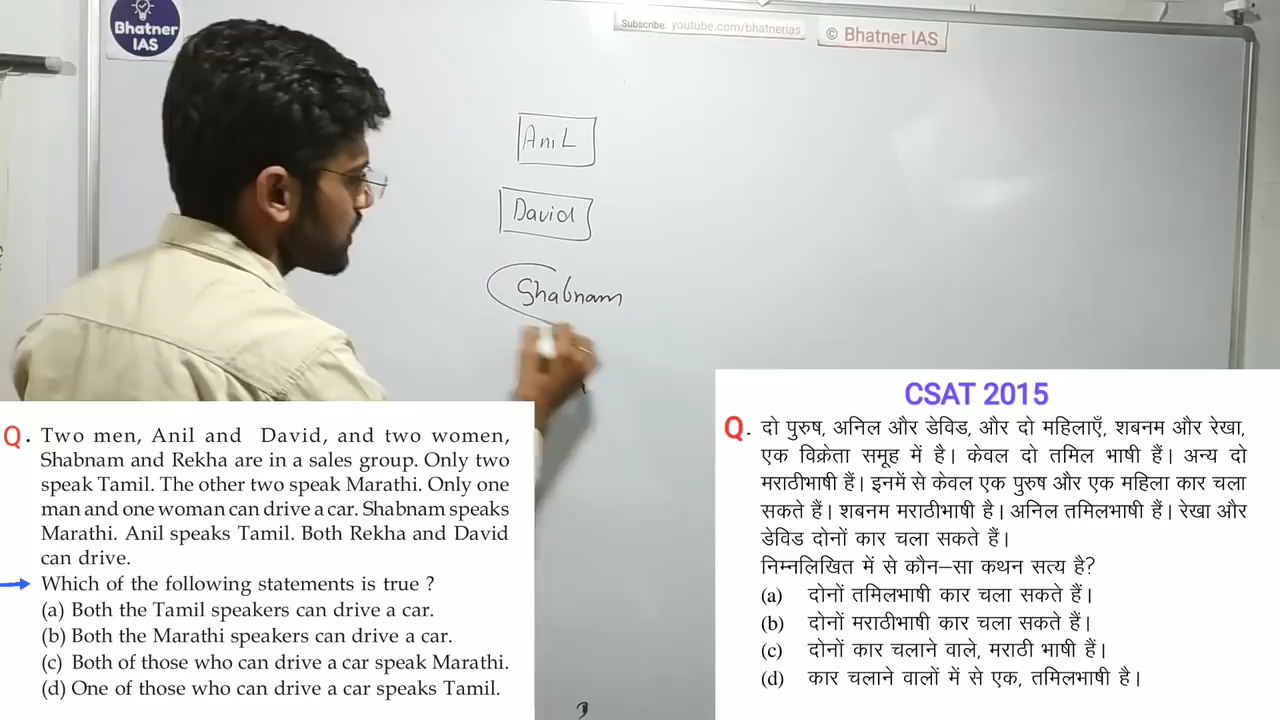 Bhatner
IAS
Subscribe: youtube.com/bhatnerias
© Bhatner IAS
Anil
David
Shabnam
Q. Two men, Anil and David, and two women,
Shabnam and Rekha are in a sales group. Only two
speak Tamil. The other two speak Marathi. Only one
man and one woman can drive a car. Shabnam speaks
Marathi. Anil speaks Tamil. Both Rekha and David
can drive.
Which of the following statements is true ?
(a) Both the Tamil speakers can drive a car.
(b) Both the Marathi speakers can drive a car.
(c) Both of those who can drive a car speak Marathi.
(d) One of those who can drive a car speaks Tamil.
CSAT 2015
Q. दो पुरुष, अनिल और डेविड, और दो महिलाएँ, शबनम और रेखा,
एक विक्रेता समूह में है। केवल दो तमिल भाषी हैं। अन्य दो
मराठीभाषी हैं। इनमें से केवल एक पुरुष और एक महिला कार चला
सकते हैं। शबनम मराठीभाषी है। अनिल तमिलभाषी हैं। रेखा और
डेविड दोनों कार चला सकते हैं।
निम्नलिखित में से कौन–सा कथन सत्य है?
(a) दोनों तमिलभाषी कार चला सकते हैं।
(b) दोनों मराठीभाषी कार चला सकते हैं।
(c) दोनों कार चलाने वाले, मराठी भाषी हैं।
(d) कार चलाने वालों में से एक, तमिलभाषी है।